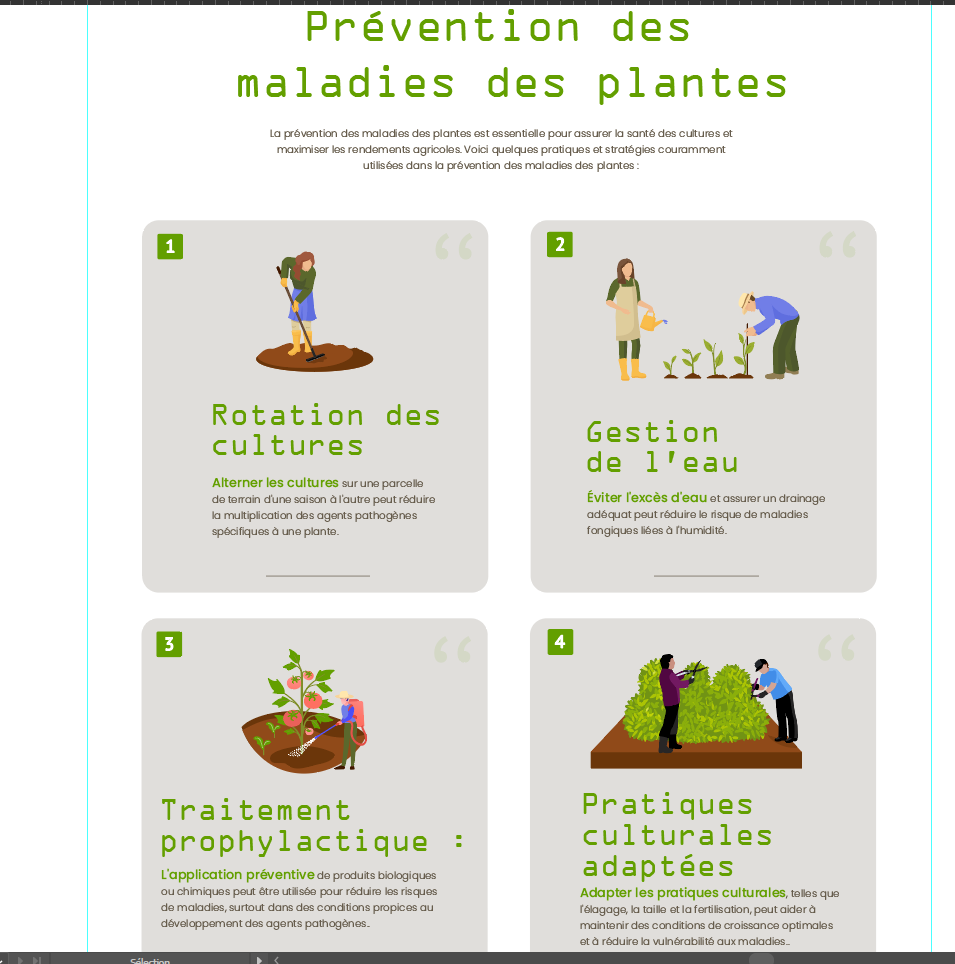 Prévention des
maladies des plantes
La prévention des maladies des plantes est essentielle pour assurer la santé des cultures et
maximiser les rendements agricoles. Voici quelques pratiques et stratégies couramment
utilisées dans la prévention des maladies des plantes :
1
“
Rotation des
cultures
Alterner les cultures sur une parcelle
de terrain d'une saison à l'autre peut réduire
la multiplication des agents pathogènes
spécifiques à une plante.
2
“
Gestion
de l'eau
Éviter l'excès d'eau et assurer un drainage
adéquat peut réduire le risque de maladies
fongiques liées à l'humidité.
3
“
Traitement
prophylactique :
L'application préventive de produits biologiques
ou chimiques peut être utilisée pour réduire les risques
de maladies, surtout dans des conditions propices au
développement des agents pathogènes..
4
“
Pratiques
culturales
adaptées
Adapter les pratiques culturales, telles que
l'élagage, la taille et la fertilisation, peut aider à
maintenir des conditions de croissance optimales
et à réduire la vulnérabilité aux maladies..
Sélection